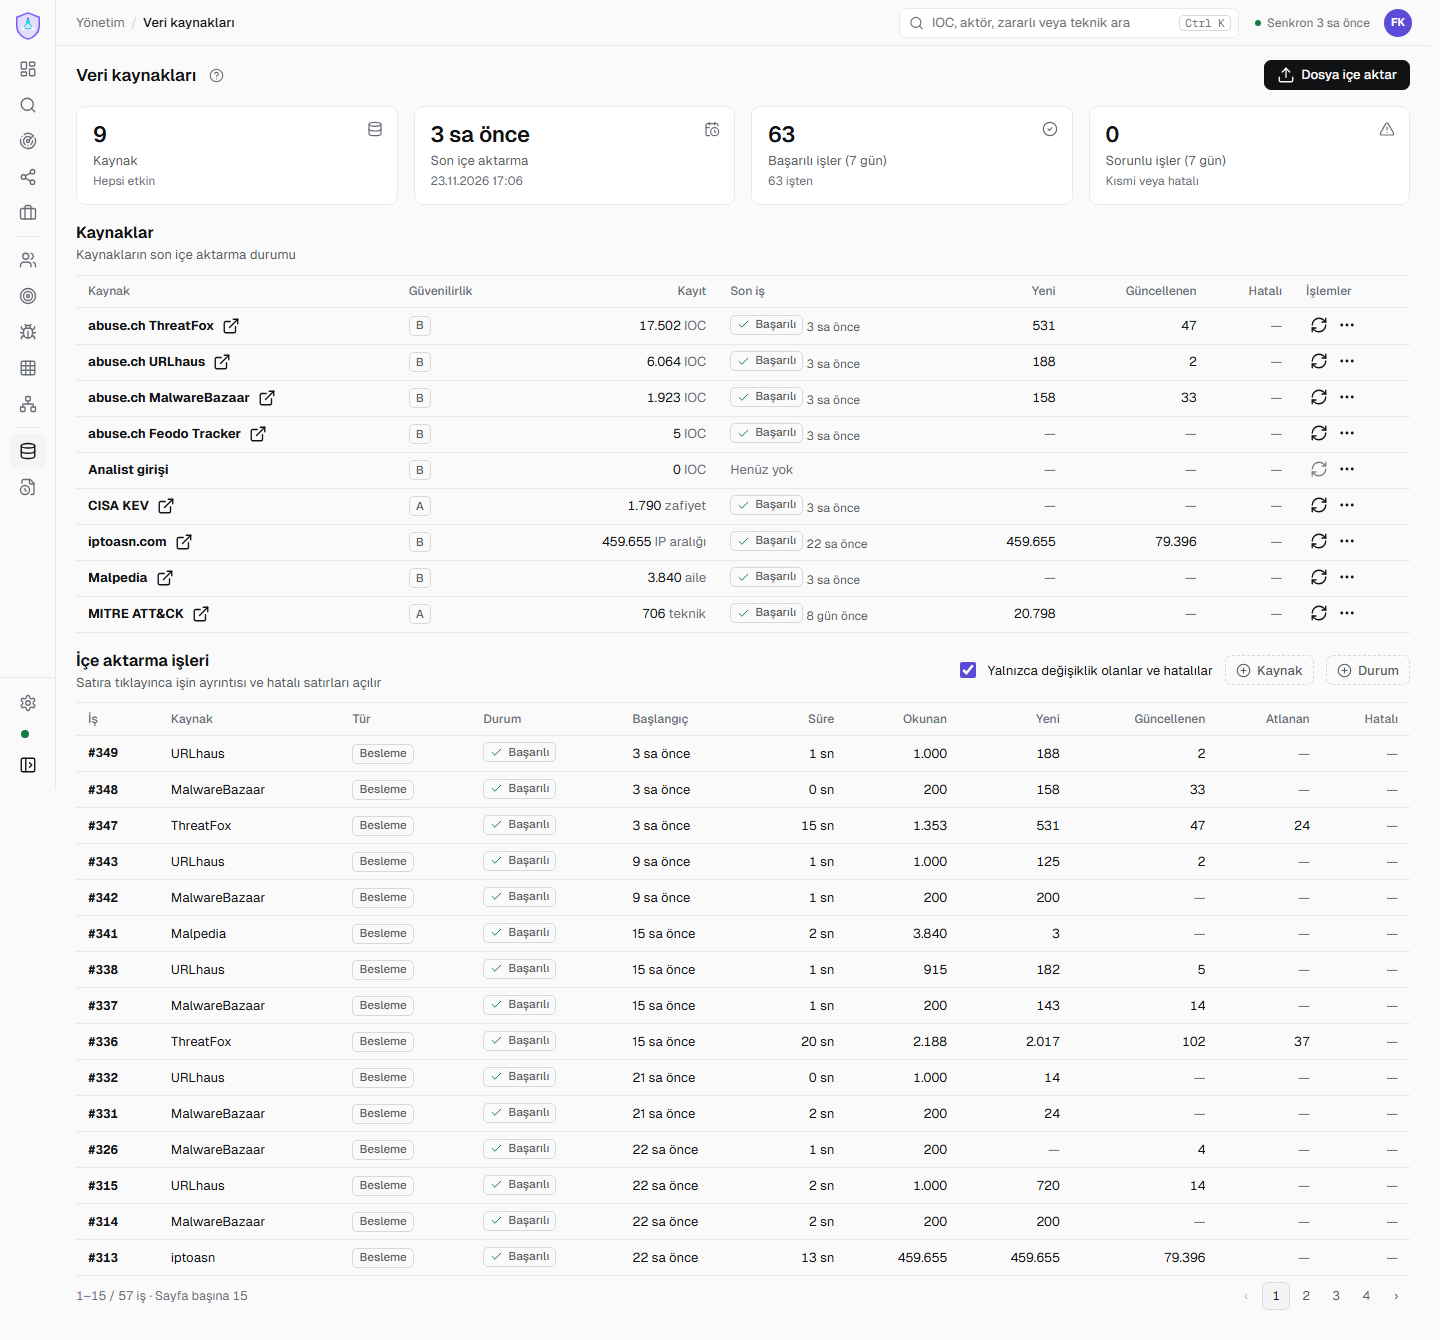 Yönetim / Veri kaynakları
IOC, aktör, zararlı veya teknik ara
Ctrl K
Senkron 3 sa önce
FK
Veri kaynakları
Dosya içe aktar
9
Kaynak
Hepsi etkin
3 sa önce
Son içe aktarma
23.11.2026 17:06
63
Başarılı işler (7 gün)
63 işten
0
Sorunlu işler (7 gün)
Kısmi veya hatalı
Kaynaklar
Kaynakların son içe aktarma durumu
Kaynak Güvenilirlik Kayıt Son iş Yeni Güncellenen Hatalı İşlemler
abuse.ch ThreatFox B 17.502 IOC Başarılı 3 sa önce 531 47 —
abuse.ch URLhaus B 6.064 IOC Başarılı 3 sa önce 188 2 —
abuse.ch MalwareBazaar B 1.923 IOC Başarılı 3 sa önce 158 33 —
abuse.ch Feodo Tracker B 5 IOC Başarılı 3 sa önce — — —
Analist girişi B 0 IOC Henüz yok — — —
CISA KEV A 1.790 zafiyet Başarılı 3 sa önce — — —
iptoasn.com B 459.655 IP aralığı Başarılı 22 sa önce 459.655 79.396 —
Malpedia B 3.840 aile Başarılı 3 sa önce — — —
MITRE ATT&CK A 706 teknik Başarılı 8 gün önce 20.798 — —
İçe aktarma işleri
Satıra tıklayınca işin ayrıntısı ve hatalı satırları açılır
Yalnızca değişiklik olanlar ve hatalılar
Kaynak
Durum
İş Kaynak Tür Durum Başlangıç Süre Okunan Yeni Güncellenen Atlanan Hatalı
#349 URLhaus Besleme Başarılı 3 sa önce 1 sn 1.000 188 2 — —
#348 MalwareBazaar Besleme Başarılı 3 sa önce 0 sn 200 158 33 — —
#347 ThreatFox Besleme Başarılı 3 sa önce 15 sn 1.353 531 47 24 —
#343 URLhaus Besleme Başarılı 9 sa önce 1 sn 1.000 125 2 — —
#342 MalwareBazaar Besleme Başarılı 9 sa önce 1 sn 200 200 — — —
#341 Malpedia Besleme Başarılı 15 sa önce 2 sn 3.840 3 — — —
#338 URLhaus Besleme Başarılı 15 sa önce 1 sn 915 182 5 — —
#337 MalwareBazaar Besleme Başarılı 15 sa önce 1 sn 200 143 14 — —
#336 ThreatFox Besleme Başarılı 15 sa önce 20 sn 2.188 2.017 102 37 —
#332 URLhaus Besleme Başarılı 21 sa önce 0 sn 1.000 14 — — —
#331 MalwareBazaar Besleme Başarılı 21 sa önce 2 sn 200 24 — — —
#326 MalwareBazaar Besleme Başarılı 22 sa önce 1 sn 200 — 4 — —
#315 URLhaus Besleme Başarılı 22 sa önce 2 sn 1.000 720 14 — —
#314 MalwareBazaar Besleme Başarılı 22 sa önce 2 sn 200 200 — — —
#313 iptoasn Besleme Başarılı 22 sa önce 13 sn 459.655 459.655 79.396 — —
1–15 / 57 iş · Sayfa başına 15
‹ 1 2 3 4 ›